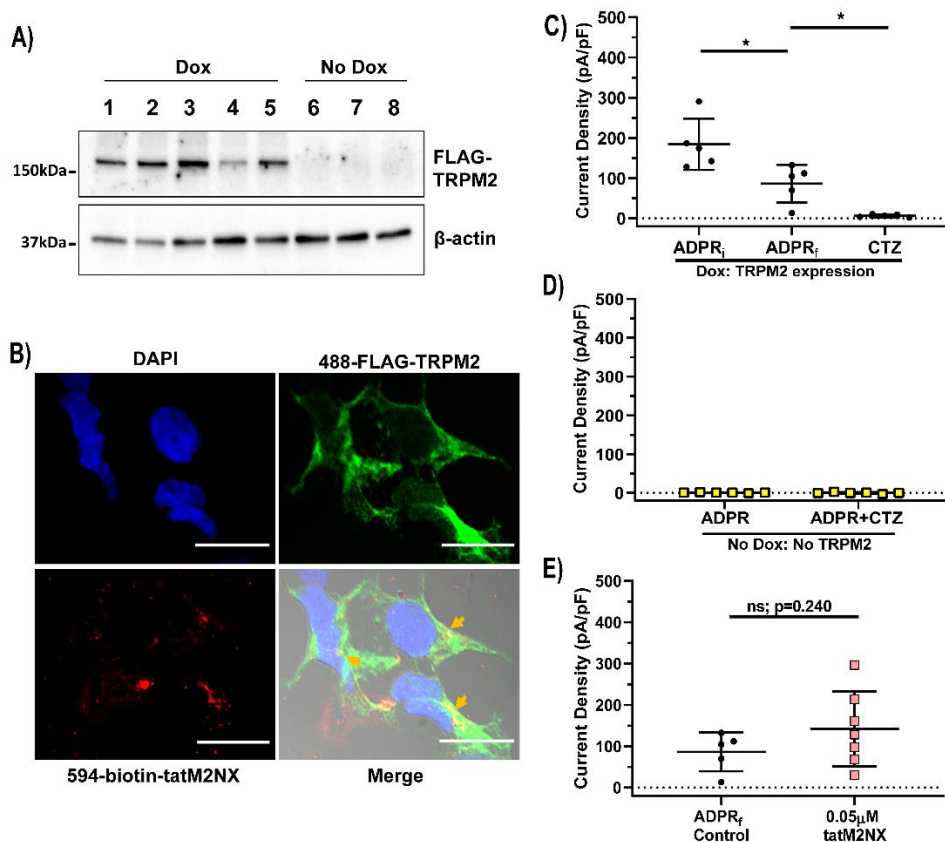 A)
Dox No Dox
1 2 3 4 5 6 7 8
150kDa
FLAG-
TRPM2
37kDa
β-actin
B)
DAPI 488-FLAG-TRPM2
594-biotin-tatM2NX Merge
C)
Current Density (pA/pF)
500
400
300
200
100
0
* *
ADPRi ADPRf CTZ
Dox: TRPM2 expression
D)
Current Density (pA/pF)
500
400
300
200
100
0
ADPR ADPR+CTZ
No Dox: No TRPM2
E)
Current Density (pA/pF)
500
400
300
200
100
0
ns; p=0.240
ADPRf 0.05μM
Control tatM2NX